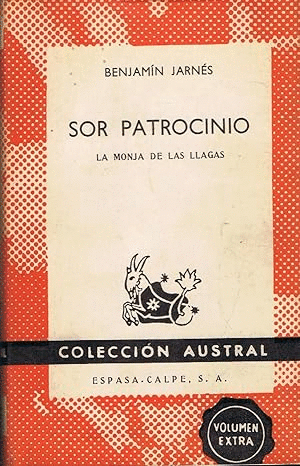 BENJAMÍN JARNÉS
SOR PATROCINIO
LA MONJA DE LAS LLAGAS
COLECCIÓN AUSTRAL
ESPASA-CALPE, S. A.
VOLUMEN
EXTRA